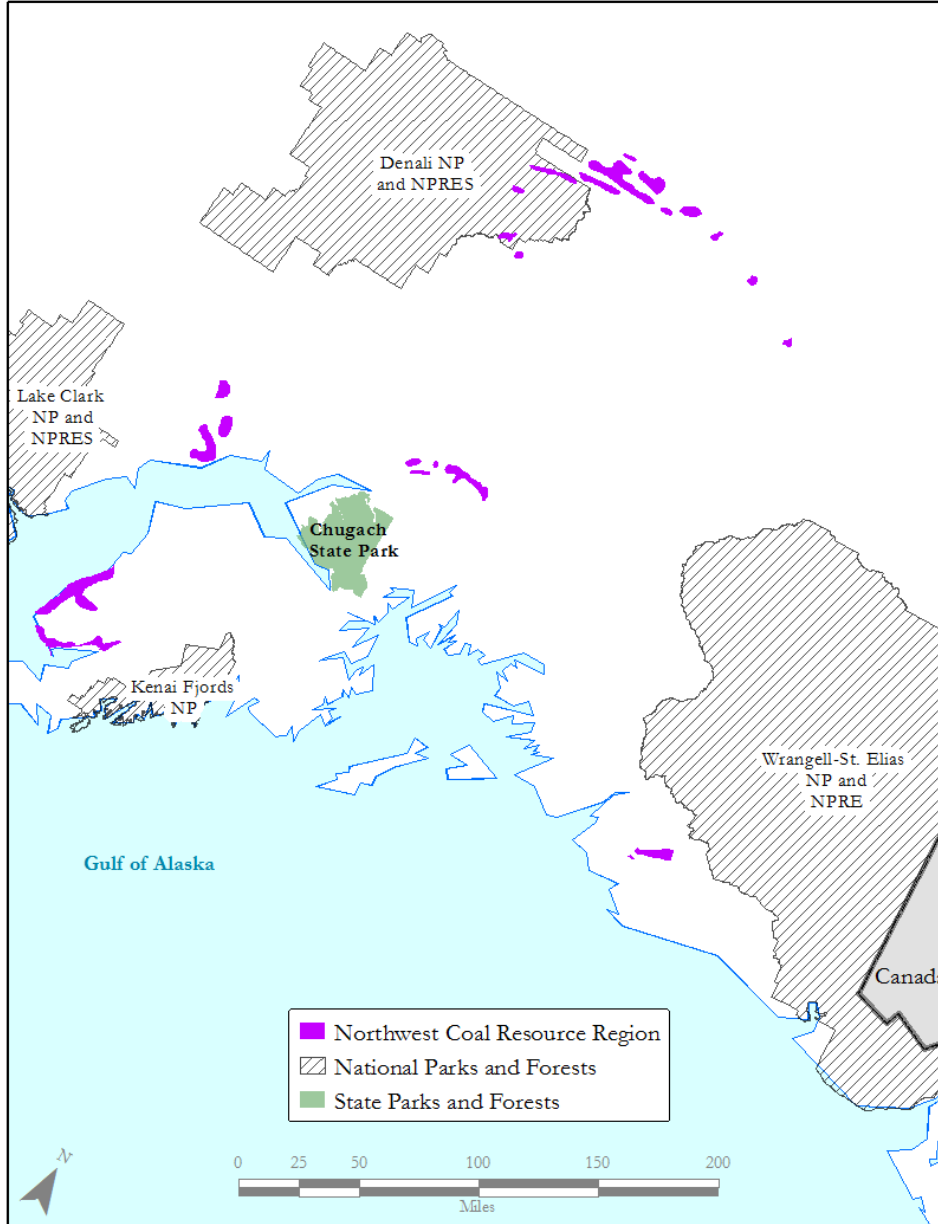 Denali NP
and NPRES
Lake Clark
NP and
NPRES
Chugach
State Park
Kenai Fjords
NP
Wrangell-St. Elias
NP and
NPRE
Gulf of Alaska
Canada
Northwest Coal Resource Region
National Parks and Forests
State Parks and Forests
N
0 25 50 100 150 200
Miles